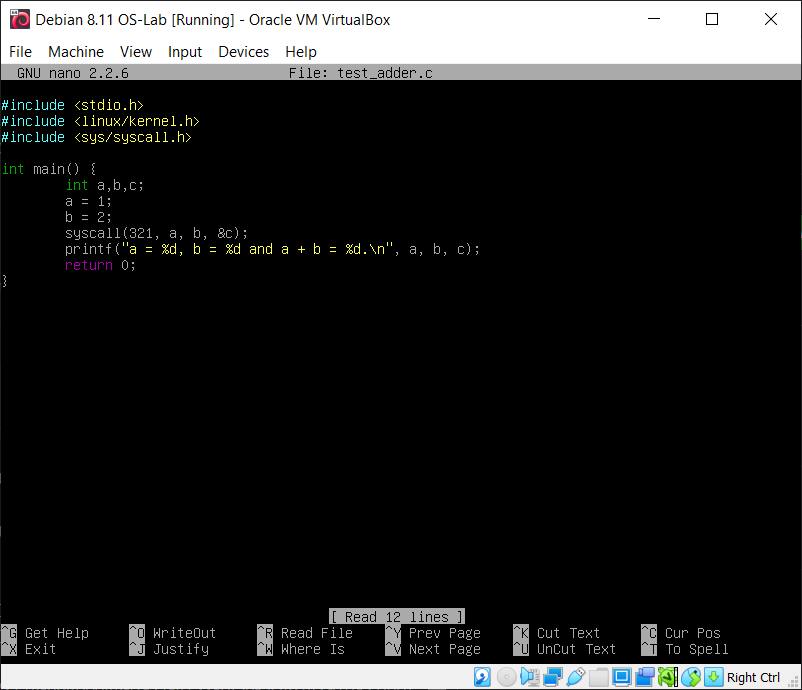 Debian 8.11 OS-Lab [Running] - Oracle VM VirtualBox
File Machine View Input Devices Help
GNU nano 2.2.6 File: test_adder.c
#include <stdio.h>
#include <linux/kernel.h>
#include <sys/syscall.h>
int main() {
int a,b,c;
a = 1;
b = 2;
syscall(321, a, b, &c);
printf("a = %d, b = %d and a + b = %d.\n", a, b, c);
return 0;
}
[ Read 12 lines ]
^G Get Help ^O WriteOut ^R Read File ^Y Prev Page ^K Cut Text ^C Cur Pos
^X Exit ^J Justify ^W Where Is ^V Next Page ^U UnCut Text ^T To Spell
Right Ctrl